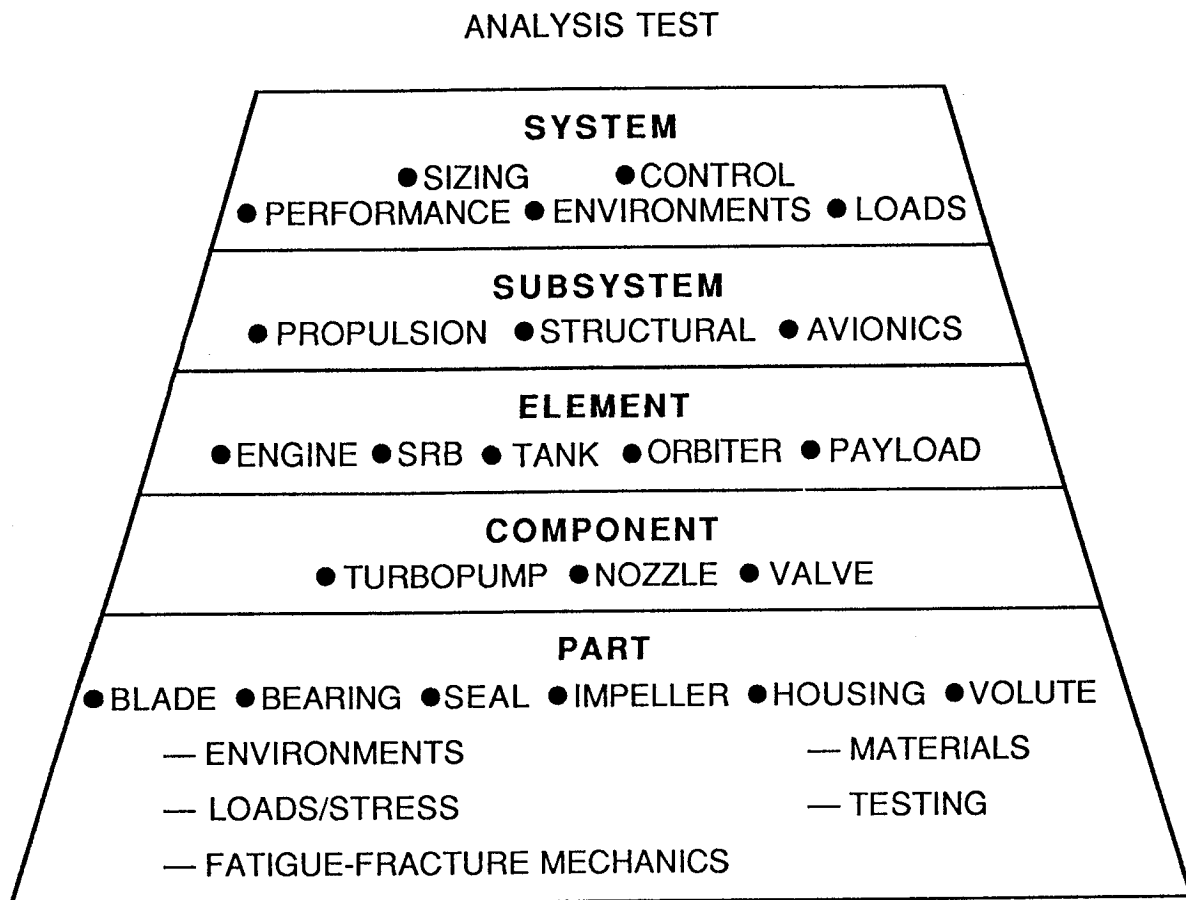 ANALYSIS TEST
SYSTEM
● SIZING ● CONTROL
● PERFORMANCE ● ENVIRONMENTS ● LOADS
SUBSYSTEM
● PROPULSION ● STRUCTURAL ● AVIONICS
ELEMENT
● ENGINE ● SRB ● TANK ● ORBITER ● PAYLOAD
COMPONENT
● TURBOPUMP ● NOZZLE ● VALVE
PART
● BLADE ● BEARING ● SEAL ● IMPELLER ● HOUSING ● VOLUTE
— ENVIRONMENTS — MATERIALS
— LOADS/STRESS — TESTING
— FATIGUE-FRACTURE MECHANICS